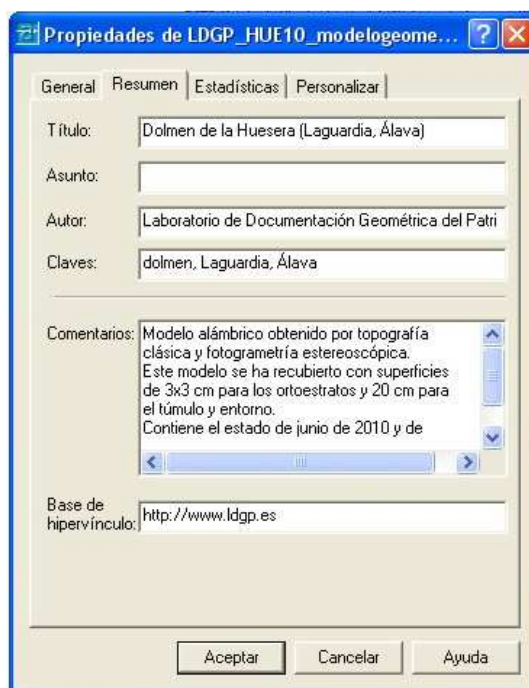 Propiedades de LDGP_HUE10_modelogeome... ?
General Resumen Estadísticas Personalizar
Título: Dolmen de la Huesera (Laguardia, Álava)
Asunto:
Autor: Laboratorio de Documentación Geométrica del Patri
Claves: dolmen, Laguardia, Álava
Comentarios: Modelo alámbrico obtenido por topografía
clásica y fotogrametría estereoscópica.
Este modelo se ha recubierto con superficies
de 3x3 cm para los ortoestratos y 20 cm para
el túmulo y entorno.
Contiene el estado de junio de 2010 y de
Base de
hipervínculo: http://www.ldgp.es
Aceptar Cancelar Ayuda